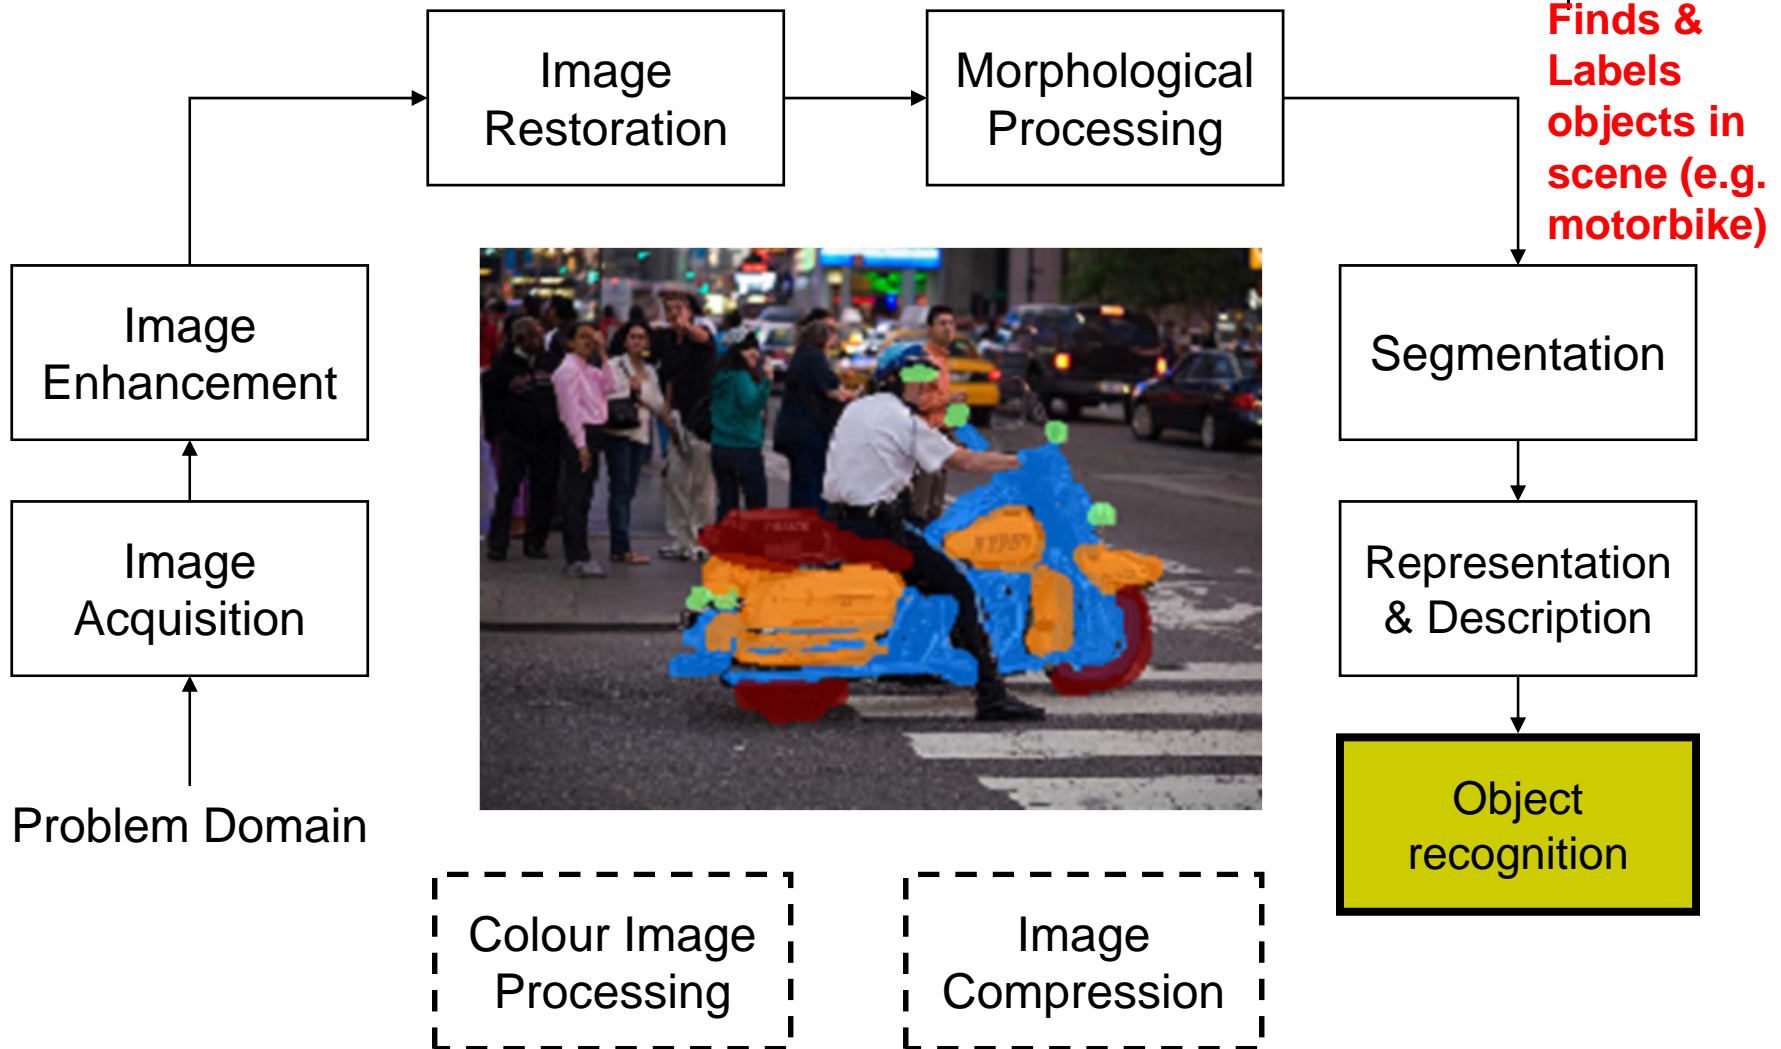 Finds &
Labels
objects in
scene (e.g.
motorbike)
Image
Restoration
Morphological
Processing
Image
Enhancement
Segmentation
Image
Acquisition
Representation
& Description
Problem Domain
Object
recognition
Colour Image
Processing
Image
Compression